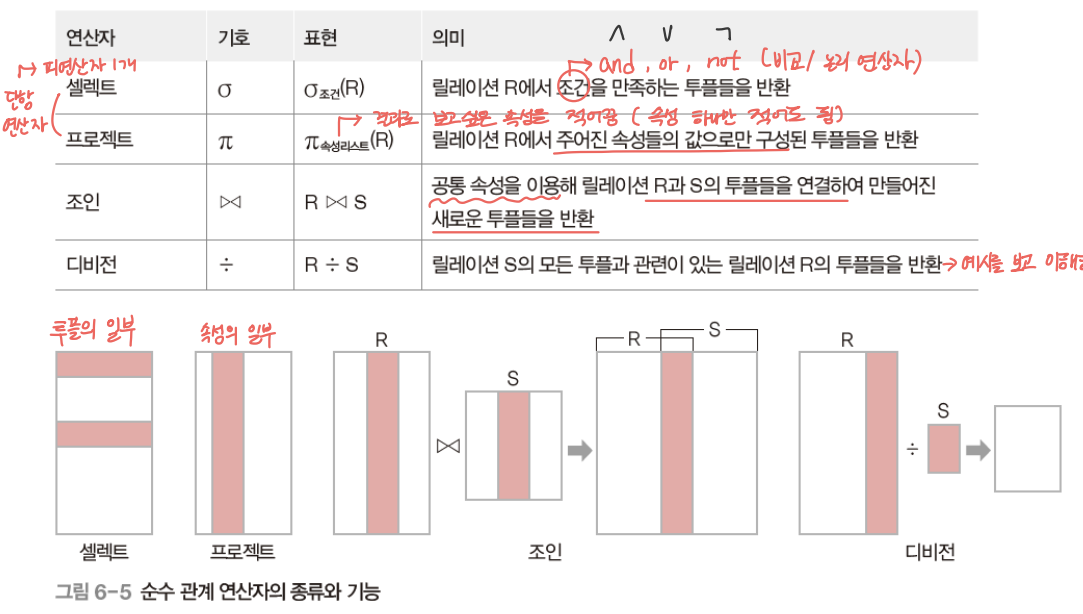 연산자 기호 표현 의미 ∧ ∨ ¬
→ 피연산자 1개
→ and, or, not (비교/논리 연산자)
셀렉트 σ σ조건(R) 릴레이션 R에서 조건을 만족하는 투플들을 반환
단항
연산자
→ 결과로 보고 싶은 속성을 적어줌 (속성 하나만 적어도 됨)
프로젝트 π π속성리스트(R) 릴레이션 R에서 주어진 속성들의 값으로만 구성된 투플들을 반환
조인 ⋈ R ⋈ S 공통 속성을 이용해 릴레이션 R과 S의 투플들을 연결하여 만들어진
새로운 투플들을 반환
디비전 ÷ R ÷ S 릴레이션 S의 모든 투플과 관련이 있는 릴레이션 R의 투플들을 반환 → 예시를 보고 이해
투플의 일부 속성의 일부
R S ⋈ R S R ÷ S
셀렉트 프로젝트 조인 디비전
그림 6-5 순수 관계 연산자의 종류와 기능